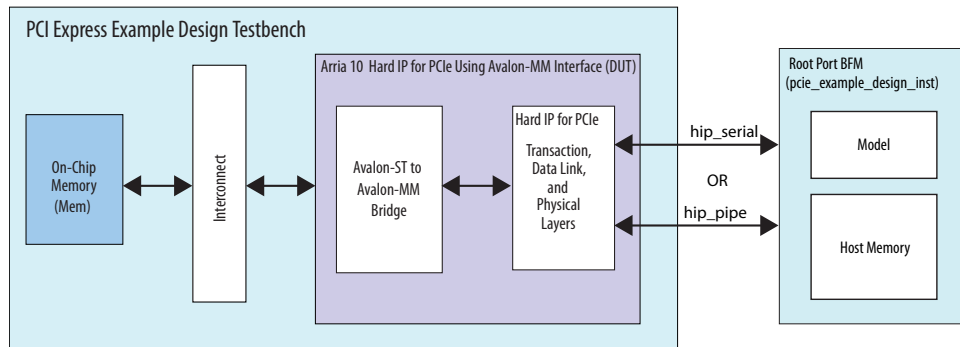 PCI Express Example Design Testbench
Arria 10 Hard IP for PCIe Using Avalon-MM Interface (DUT)
On-Chip
Memory
(Mem)
Interconnect
Avalon-ST to
Avalon-MM
Bridge
Hard IP for PCIe
Transaction,
Data Link,
and
Physical
Layers
hip_serial
OR
hip_pipe
Root Port BFM
(pcie_example_design_inst)
Model
Host Memory